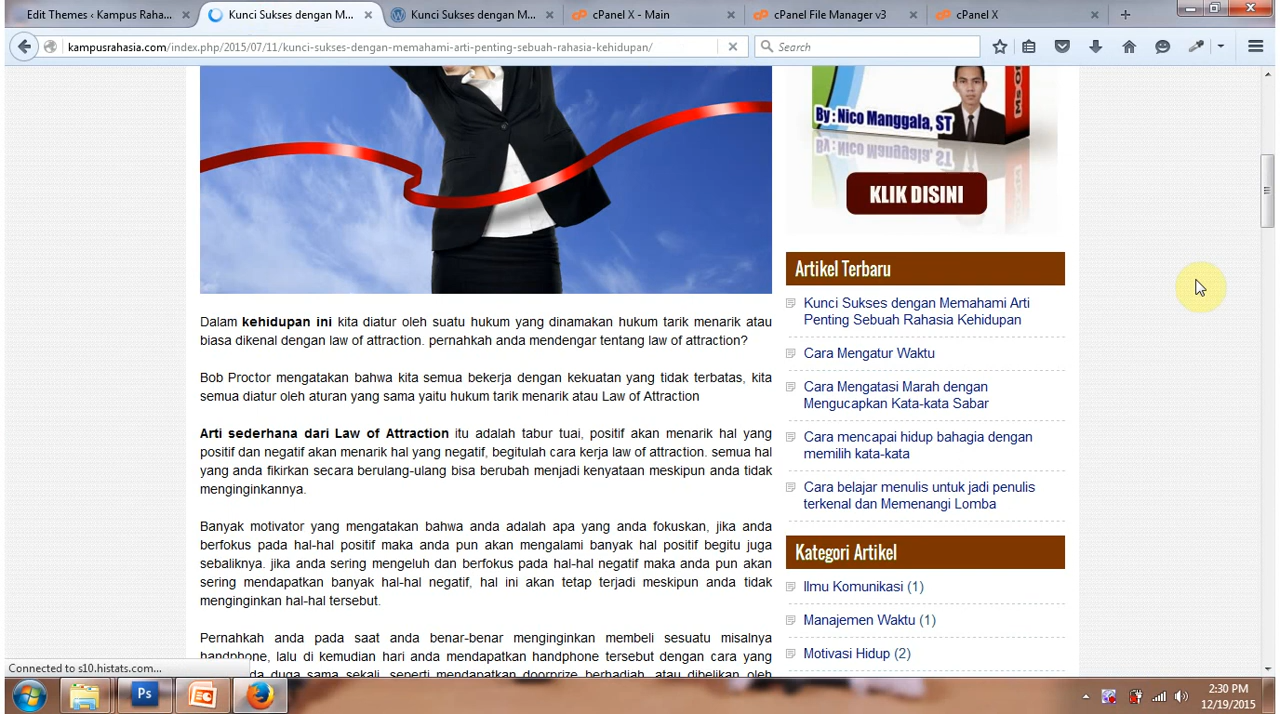 Edit Themes ‹ Kampus Raha...
Kunci Sukses dengan M...
Kunci Sukses dengan M...
cPanel X - Main
cPanel File Manager v3
cPanel X
kampusrahasia.com/index.php/2015/07/11/kunci-sukses-dengan-memahami-arti-penting-sebuah-rahasia-kehidupan/
Search
By : Nico Manggala, ST
KLIK DISINI
Artikel Terbaru
Kunci Sukses dengan Memahami Arti
Penting Sebuah Rahasia Kehidupan
Cara Mengatur Waktu
Cara Mengatasi Marah dengan
Mengucapkan Kata-kata Sabar
Cara mencapai hidup bahagia dengan
memilih kata-kata
Cara belajar menulis untuk jadi penulis
terkenal dan Memenangi Lomba
Kategori Artikel
Ilmu Komunikasi (1)
Manajemen Waktu (1)
Motivasi Hidup (2)
Dalam kehidupan ini kita diatur oleh suatu hukum yang dinamakan hukum tarik menarik atau
biasa dikenal dengan law of attraction. pernahkah anda mendengar tentang law of attraction?
Bob Proctor mengatakan bahwa kita semua bekerja dengan kekuatan yang tidak terbatas, kita
semua diatur oleh aturan yang sama yaitu hukum tarik menarik atau Law of Attraction
Arti sederhana dari Law of Attraction itu adalah tabur tuai, positif akan menarik hal yang
positif dan negatif akan menarik hal yang negatif, begitulah cara kerja law of attraction. semua hal
yang anda fikirkan secara berulang-ulang bisa berubah menjadi kenyataan meskipun anda tidak
menginginkannya.
Banyak motivator yang mengatakan bahwa anda adalah apa yang anda fokuskan, jika anda
berfokus pada hal-hal positif maka anda pun akan mengalami banyak hal positif begitu juga
sebaliknya. jika anda sering mengeluh dan berfokus pada hal-hal negatif maka anda pun akan
sering mendapatkan banyak hal-hal negatif, hal ini akan tetap terjadi meskipun anda tidak
menginginkan hal-hal tersebut.
Pernahkah anda pada saat anda benar-benar menginginkan membeli sesuatu misalnya
handphone, lalu di kemudian hari anda mendapatkan handphone tersebut dengan cara yang
duga sama sekali, seperti mendapatkan doorprize berhadiah, atau dibelikan oleh
Connected to s10.histats.com...
Ps
2:30 PM
12/19/2015